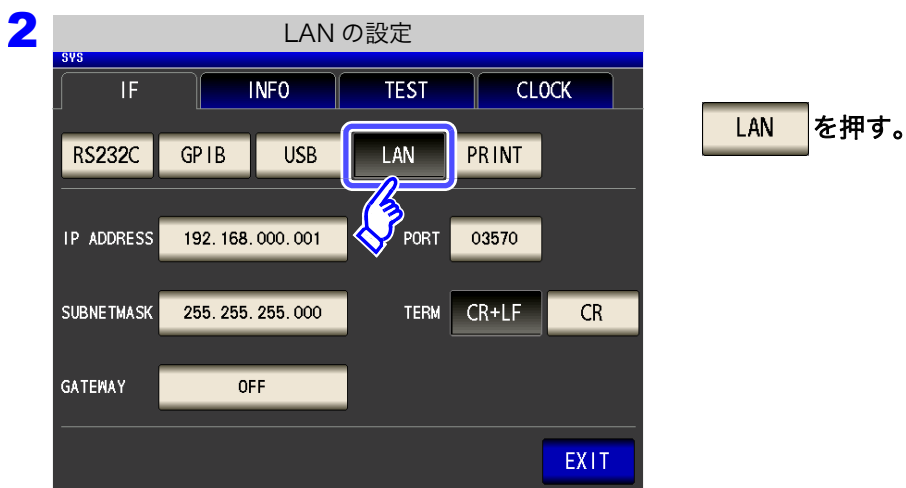 2
LAN の設定
SYS
IF INFO TEST CLOCK
RS232C GPIB USB LAN PRINT
IP ADDRESS 192.168.000.001 PORT 03570
SUBNETMASK 255.255.255.000 TERM CR+LF CR
GATEWAY OFF
EXIT
LAN を押す。